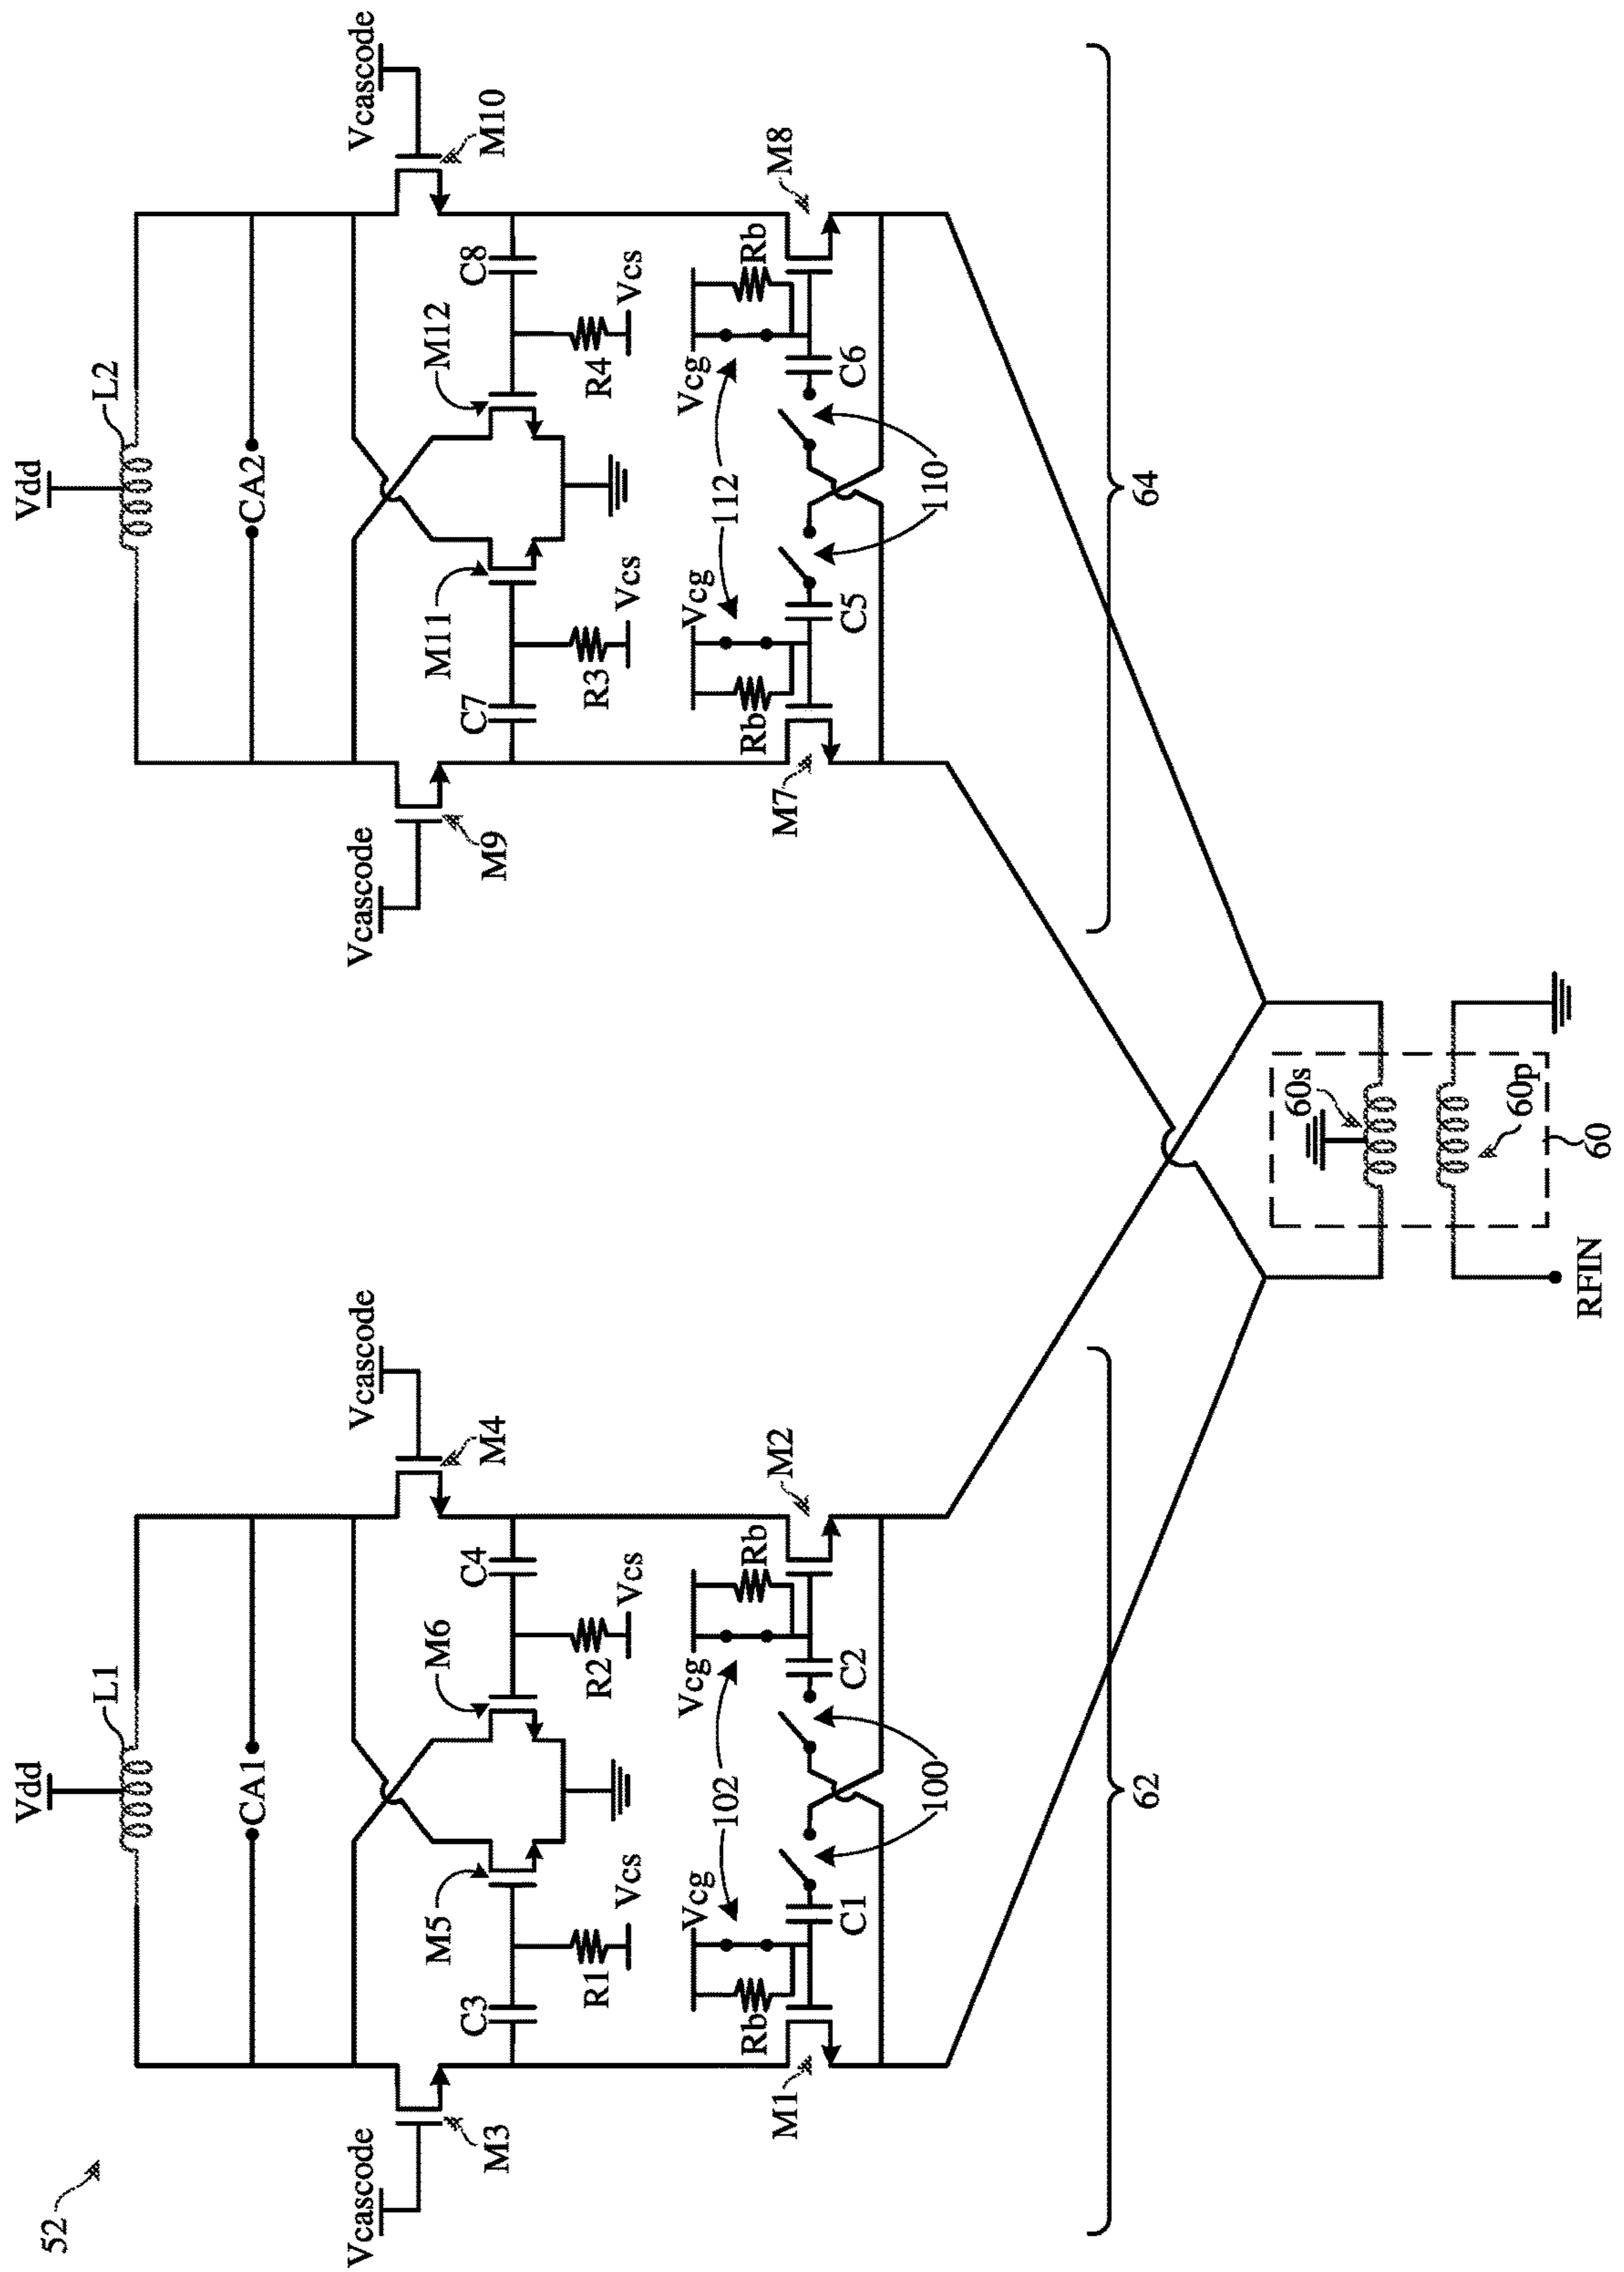 52
Vdd
L1
CA1
Vcascode
Vcascode
M3
M4
C3
M5
M6
C4
R1
Vcs
R2
Vcs
Vcg
102
Vcg
Rb
Rb
M1
C1
C2
M2
100
62
Vdd
L2
CA2
Vcascode
Vcascode
M9
M10
C7
M11
M12
C8
R3
Vcs
R4
Vcs
Vcg
112
Vcg
Rb
Rb
M7
C5
C6
M8
110
64
60s
60p
60
RFIN